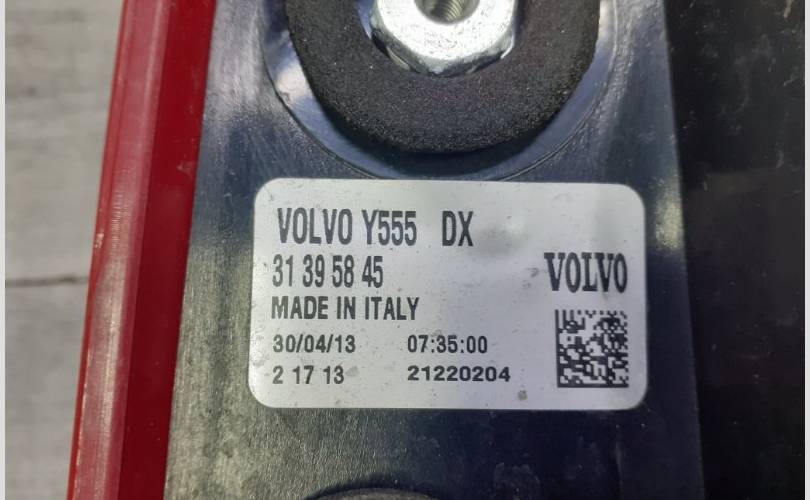 VOLVO Y555 DX
31 39 58 45
VOLVO
MADE IN ITALY
30/04/13 07:35:00
2 17 13 21220204